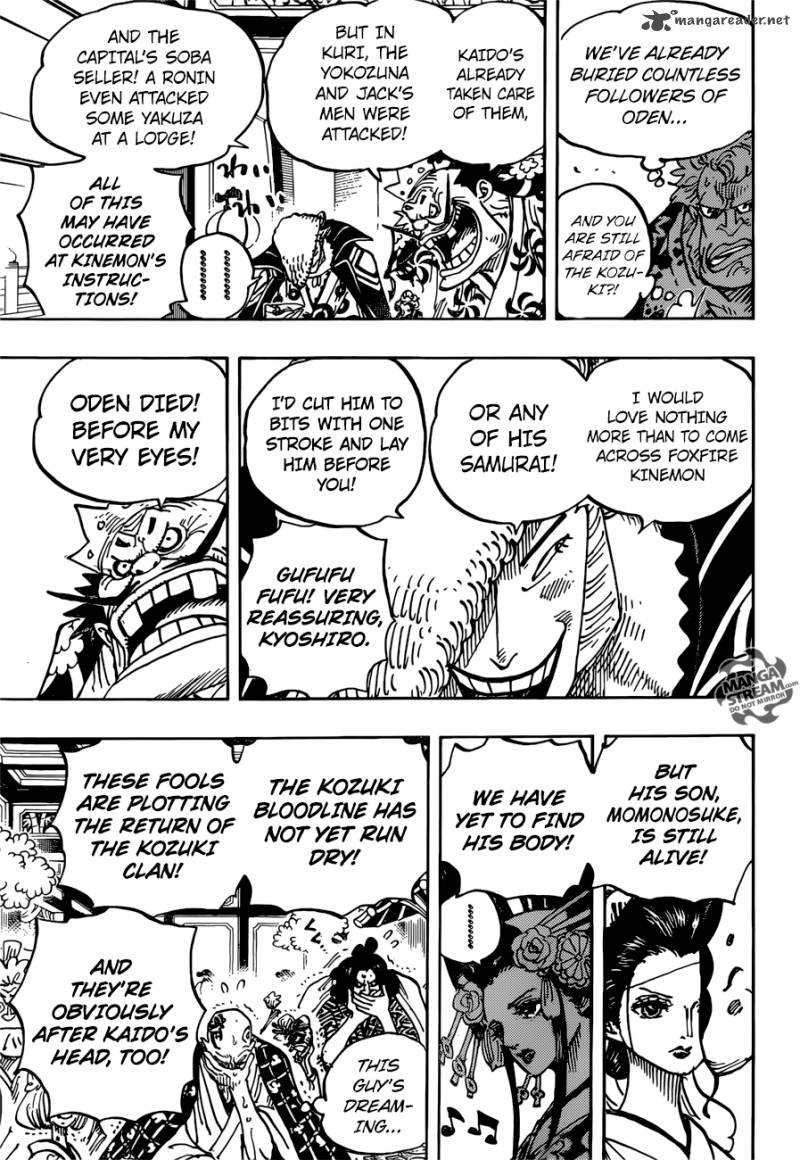 mangareader.net
WE'VE ALREADY
BURIED COUNTLESS
FOLLOWERS OF
ODEN...
AND YOU
ARE STILL
AFRAID OF
THE KOZU-
KI?!
KAIDO'S
ALREADY
TAKEN CARE
OF THEM,
BUT IN
KURI, THE
YOKOZUNA
AND JACK'S
MEN WERE
ATTACKED!
AND THE
CAPITAL'S SOBA
SELLER! A RONIN
EVEN ATTACKED
SOME YAKUZA
AT A LODGE!
ALL
OF THIS
MAY HAVE
OCCURRED
AT KINEMON'S
INSTRUC-
TIONS!
I WOULD
LOVE NOTHING
MORE THAN TO COME
ACROSS FOXFIRE
KINEMON
OR ANY
OF HIS
SAMURAI!
I'D CUT HIM TO
BITS WITH ONE
STROKE AND LAY
HIM BEFORE
YOU!
GUFUFU
FUFU! VERY
REASSURING,
KYOSHIRO.
ODEN DIED!
BEFORE MY
VERY EYES!
MANGA
STREAM.com
DO NOT MIRROR
BUT
HIS SON,
MOMONOSUKE,
IS STILL
ALIVE!
WE HAVE
YET TO FIND
HIS BODY!
THE KOZUKI
BLOODLINE HAS
NOT YET RUN
DRY!
THESE FOOLS
ARE PLOTTING
THE RETURN OF
THE KOZUKI
CLAN!
AND
THEY'RE
OBVIOUSLY
AFTER KAIDO'S
HEAD, TOO!
THIS
GUY'S
DREAM-
ING...